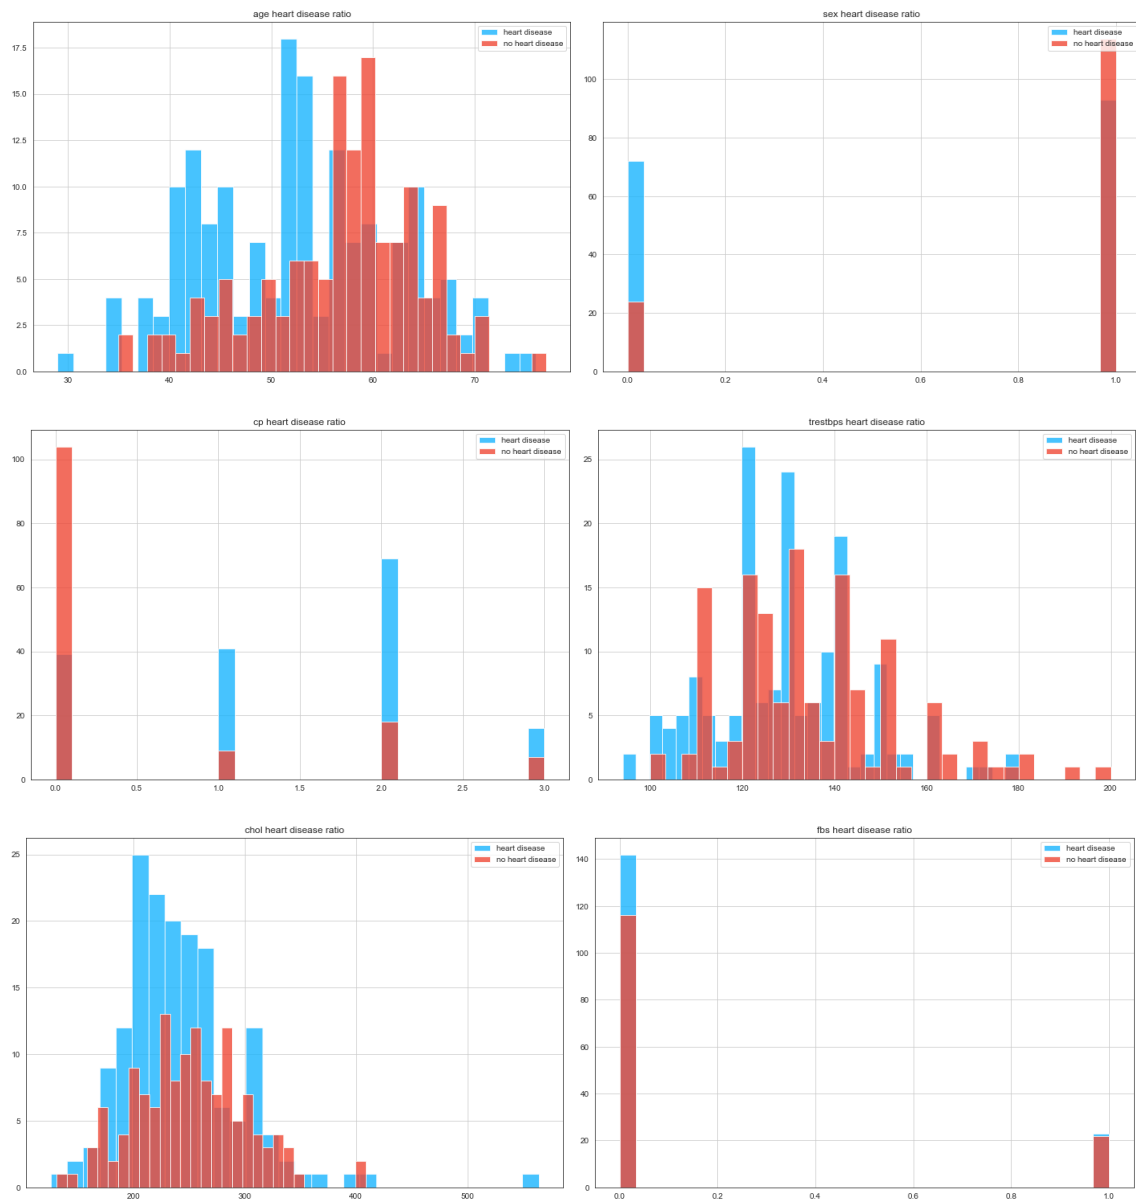 age heart disease ratio
heart disease
no heart disease
17.5
15.0
12.5
10.0
7.5
5.0
2.5
0.0
30 40 50 60 70
sex heart disease ratio
heart disease
no heart disease
100
80
60
40
20
0
0.0 0.2 0.4 0.6 0.8 1.0
cp heart disease ratio
heart disease
no heart disease
100
80
60
40
20
0
0.0 0.5 1.0 1.5 2.0 2.5 3.0
trestbps heart disease ratio
heart disease
no heart disease
25
20
15
10
5
0
100 120 140 160 180 200
chol heart disease ratio
heart disease
no heart disease
25
20
15
10
5
0
200 300 400 500
fbs heart disease ratio
heart disease
no heart disease
140
120
100
80
60
40
20
0
0.0 0.2 0.4 0.6 0.8 1.0